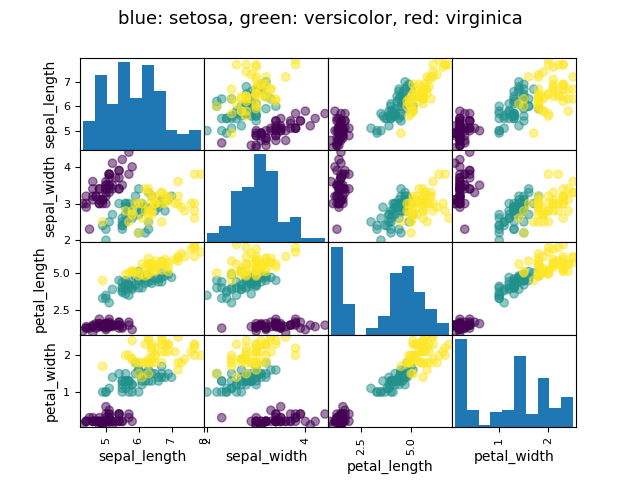 blue: setosa, green: versicolor, red: virginica
sepal_length
7
6
5
sepal_width
4
3
2
petal_length
5.0
2.5
petal_width
2
1
5
6
7
8
2
4
2.5
5.0
1
2
sepal_length
sepal_width
petal_length
petal_width